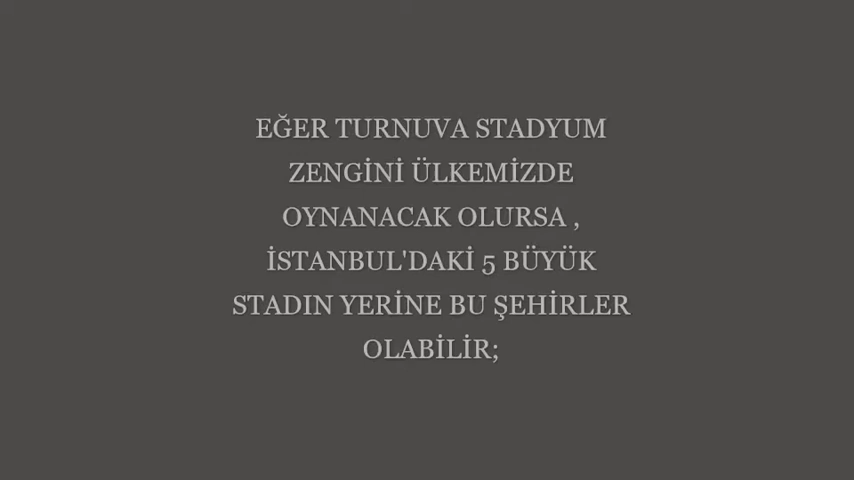 EĞER TURNUVA STADYUM
ZENGİNİ ÜLKEMİZDE
OYNANACAK OLURSA ,
İSTANBUL'DAKİ 5 BÜYÜK
STADIN YERİNE BU ŞEHİRLER
OLABİLİR;